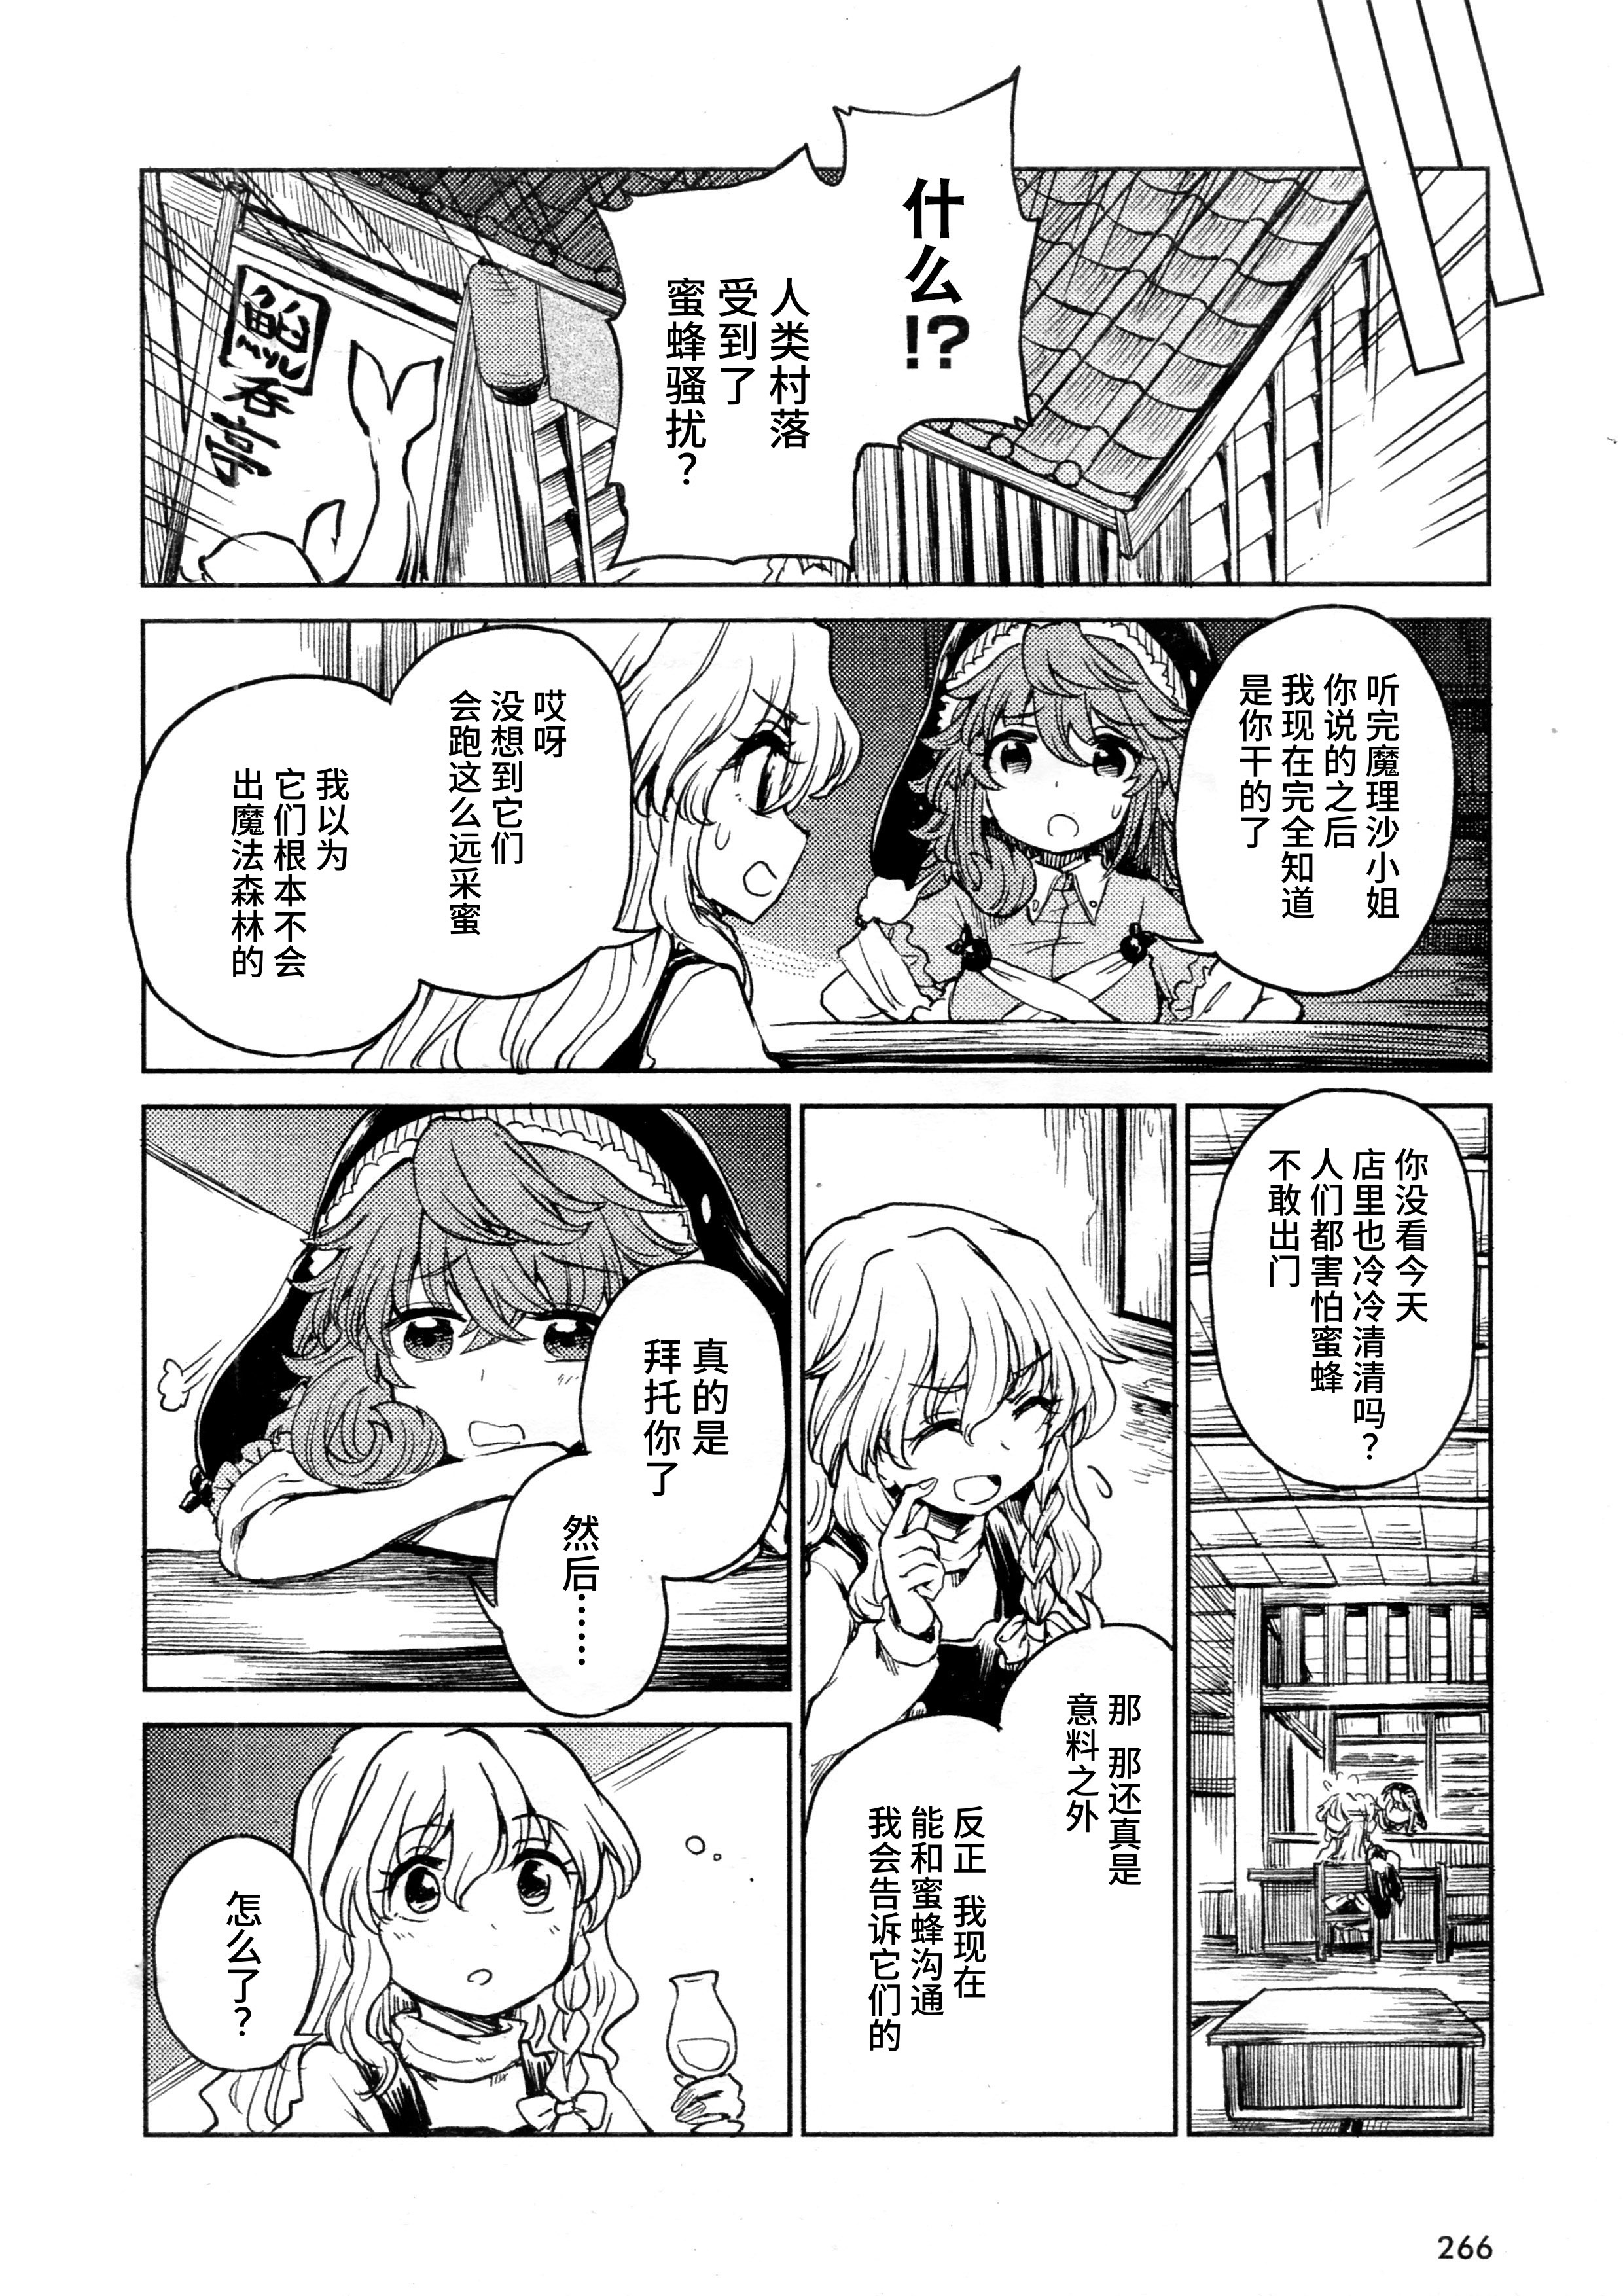 什么!?
人类村落
受到了
蜜蜂骚扰？
鯢
呑
亭
听完魔理沙小姐
你说的之后
我现在完全知道
是你干的了
哎呀
没想到它们
会跑这么远采蜜
我以为
它们根本不会
出魔法森林的
你没看今天
店里也冷冷清清吗？
人们都害怕蜜蜂
不敢出门
那 那还真是
意料之外
反正 我现在
能和蜜蜂沟通
我会告诉它们的
真的是
拜托你了
然后……
怎么了？
266